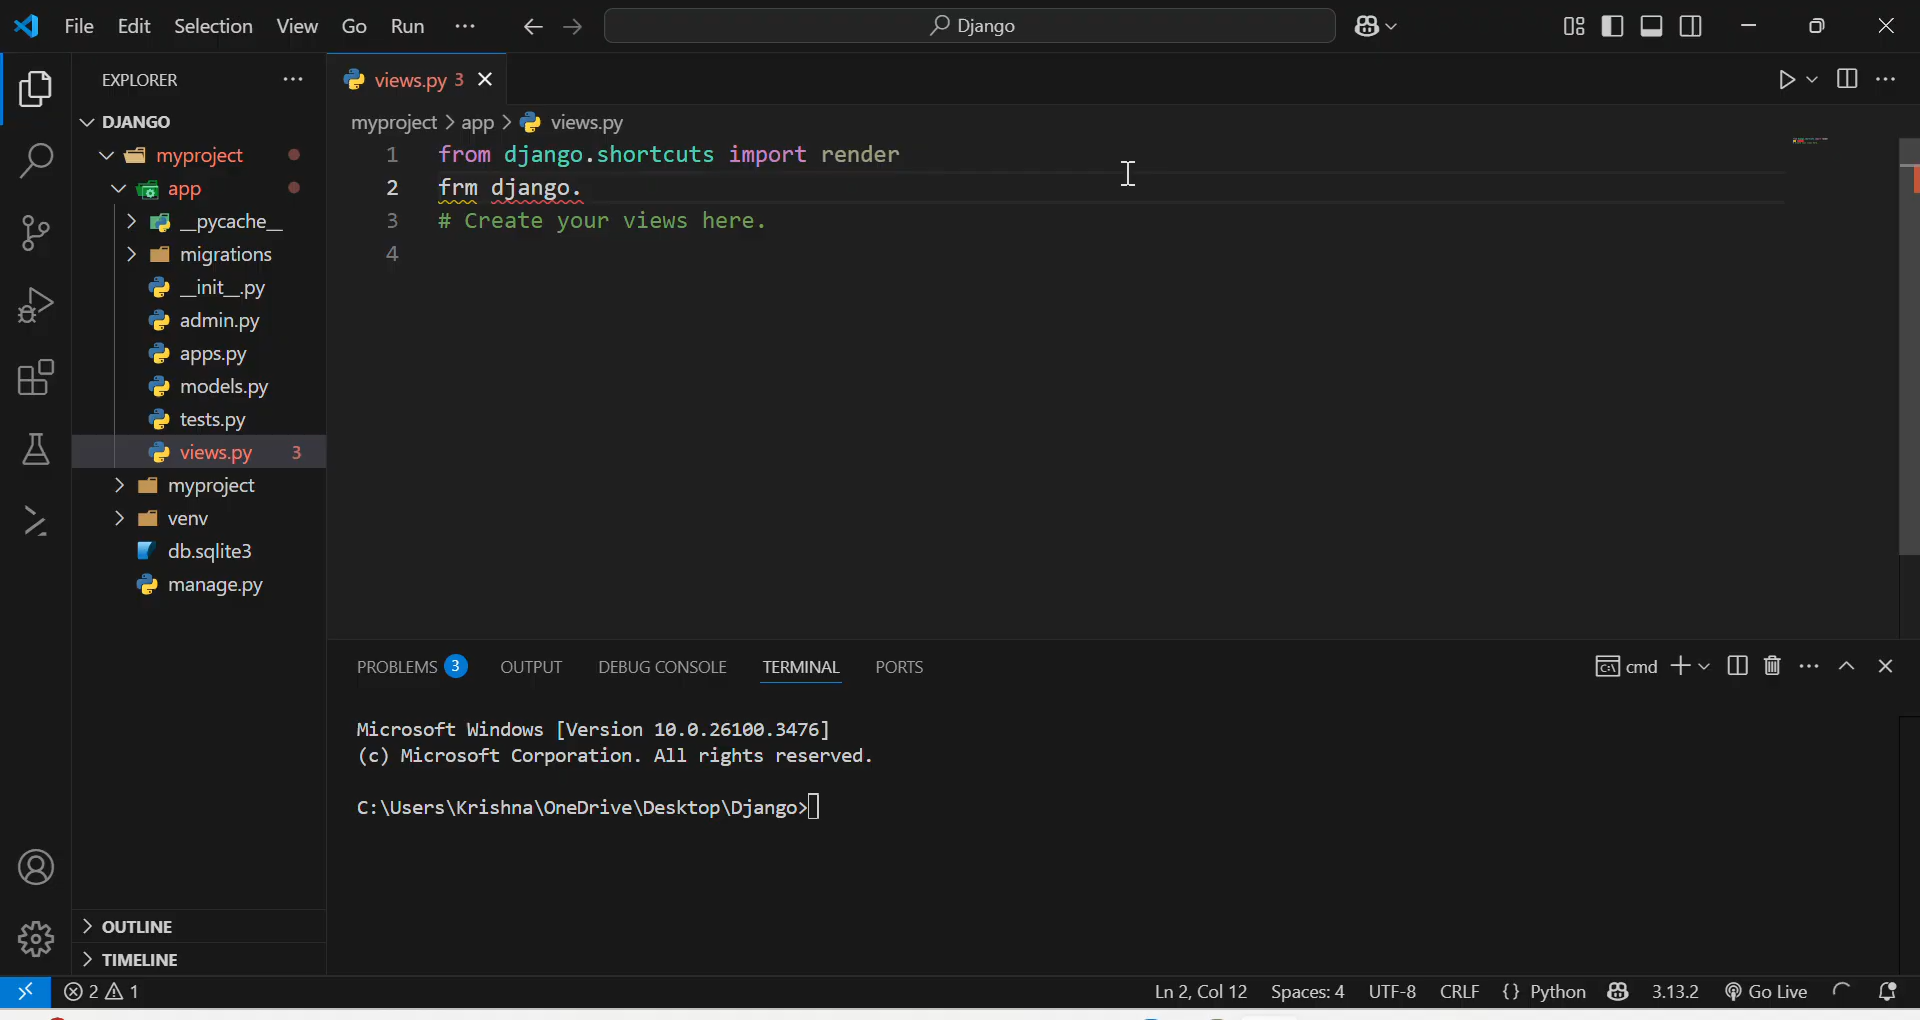 File Edit Selection View Go Run ··· Django
EXPLORER ···
views.py 3
DJANGO
myproject > app > views.py
myproject
app
__pycache__
migrations
__init__.py
admin.py
apps.py
models.py
tests.py
views.py 3
myproject
venv
db.sqlite3
manage.py
OUTLINE
TIMELINE
1 from django.shortcuts import render
2 frm django.
3 # Create your views here.
4
PROBLEMS 3 OUTPUT DEBUG CONSOLE TERMINAL PORTS cmd
Microsoft Windows [Version 10.0.26100.3476]
(c) Microsoft Corporation. All rights reserved.
C:\Users\Krishna\OneDrive\Desktop\Django>
2 1 Ln 2, Col 12 Spaces: 4 UTF-8 CRLF {} Python 3.13.2 Go Live